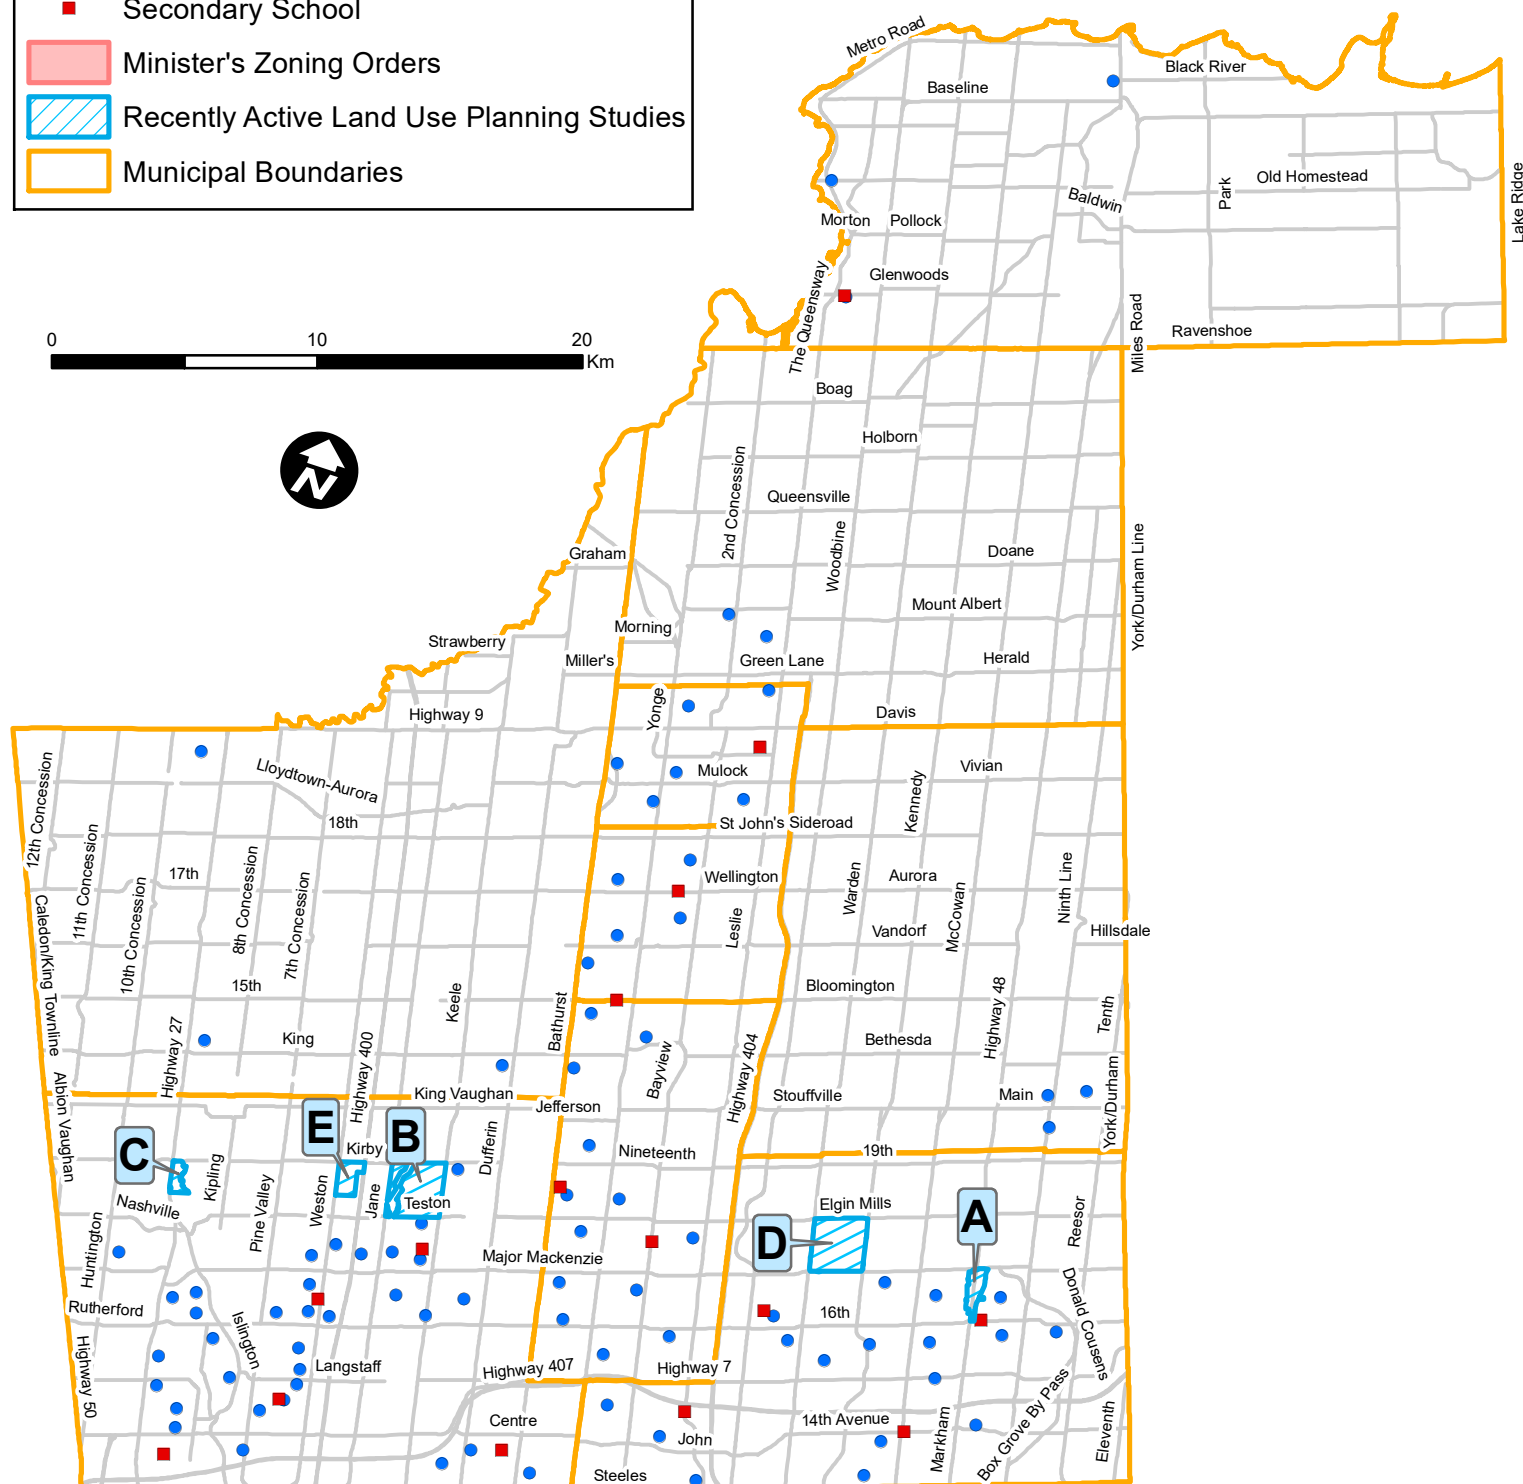 Secondary School
Minister's Zoning Orders
Recently Active Land Use Planning Studies
Municipal Boundaries
Metro Road
Black River
Baseline
Old Homestead
Park
Lake Ridge
Baldwin
Morton
Pollock
Glenwoods
The Queensway
Miles Road
Ravenshoe
0
10
20
Km
N
Boag
Holborn
2nd Concession
Queensville
Woodbine
Doane
York/Durham Line
Graham
Mount Albert
Morning
Strawberry
Miller's
Green Lane
Herald
Yonge
Highway 9
Davis
Lloydtown-Aurora
Mulock
Vivian
12th Concession
Kennedy
18th
St John's Sideroad
11th Concession
17th
8th Concession
7th Concession
10th Concession
Wellington
Warden
Aurora
McCowan
Ninth Line
Leslie
Vandorf
Hillsdale
Caledon/King Townline
15th
Keele
Bathurst
Bloomington
Highway 48
Tenth
Highway 27
King
Highway 400
Bayview
Highway 404
Bethesda
King Vaughan
Jefferson
Stouffville
Main
York/Durham
Albion Vaughan
E
B
C
Kirby
Dufferin
Nineteenth
19th
Kipling
Nashville
Pine Valley
Weston
Jane
Teston
Elgin Mills
A
D
Reesor
Huntington
Major Mackenzie
Rutherford
Islington
16th
Donald Cousens
Highway 50
Langstaff
Highway 407
Highway 7
Centre
John
14th Avenue
Markham
Box Grove By Pass
Eleventh
Steeles